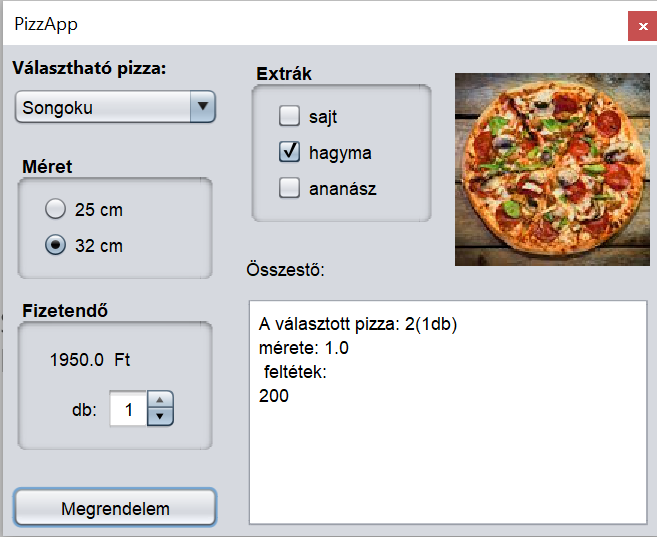 PizzApp
Választható pizza:
Songoku
Méret
25 cm
32 cm
Fizetendő
1950.0 Ft
db: 1
Megrendelem
Extrák
sajt
hagyma
ananász
Összestő:
A választott pizza: 2(1db)
mérete: 1.0
feltétek:
200